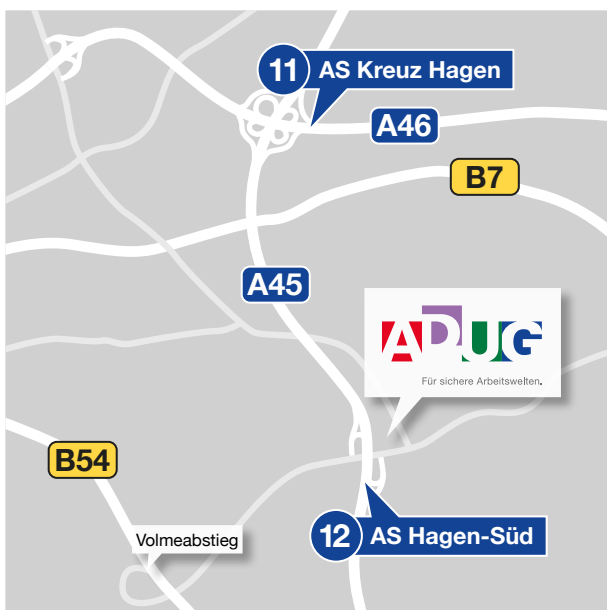 11 AS Kreuz Hagen
A46
B7
A45
ADUG
Für sichere Arbeitswelten.
B54
Volmeabstieg
12 AS Hagen-Süd